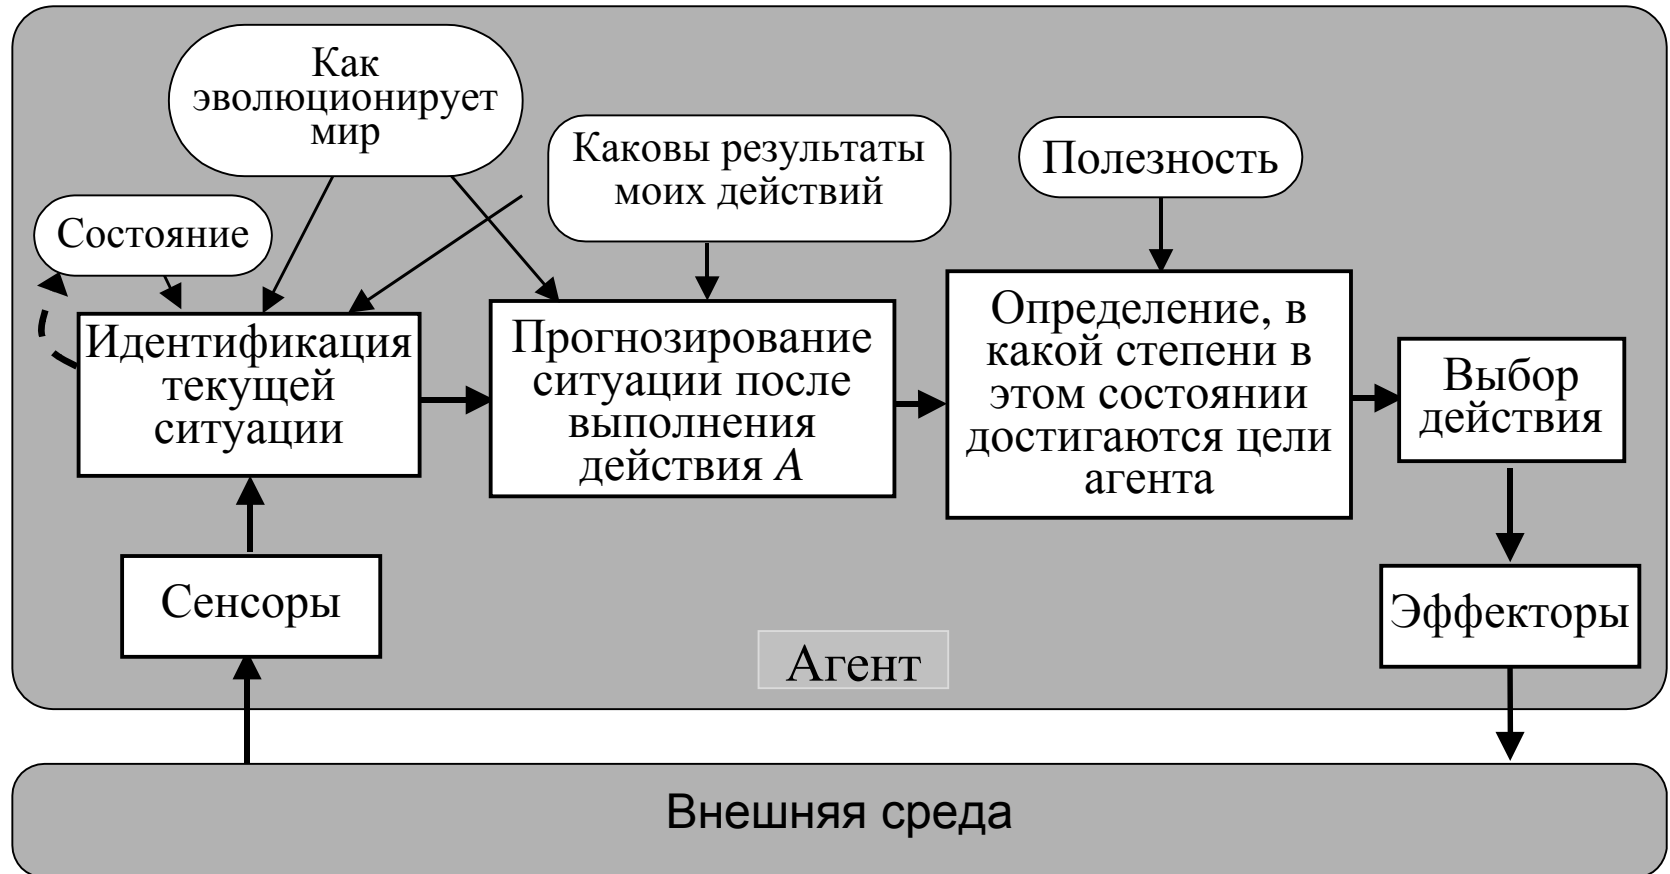 Как
эволюционирует
мир
Каковы результаты
моих действий
Полезность
Состояние
Идентификация
текущей
ситуации
Прогнозирование
ситуации после
выполнения
действия A
Определение, в
какой степени в
этом состоянии
достигаются цели
агента
Выбор
действия
Сенсоры
Эффекторы
Агент
Внешняя среда